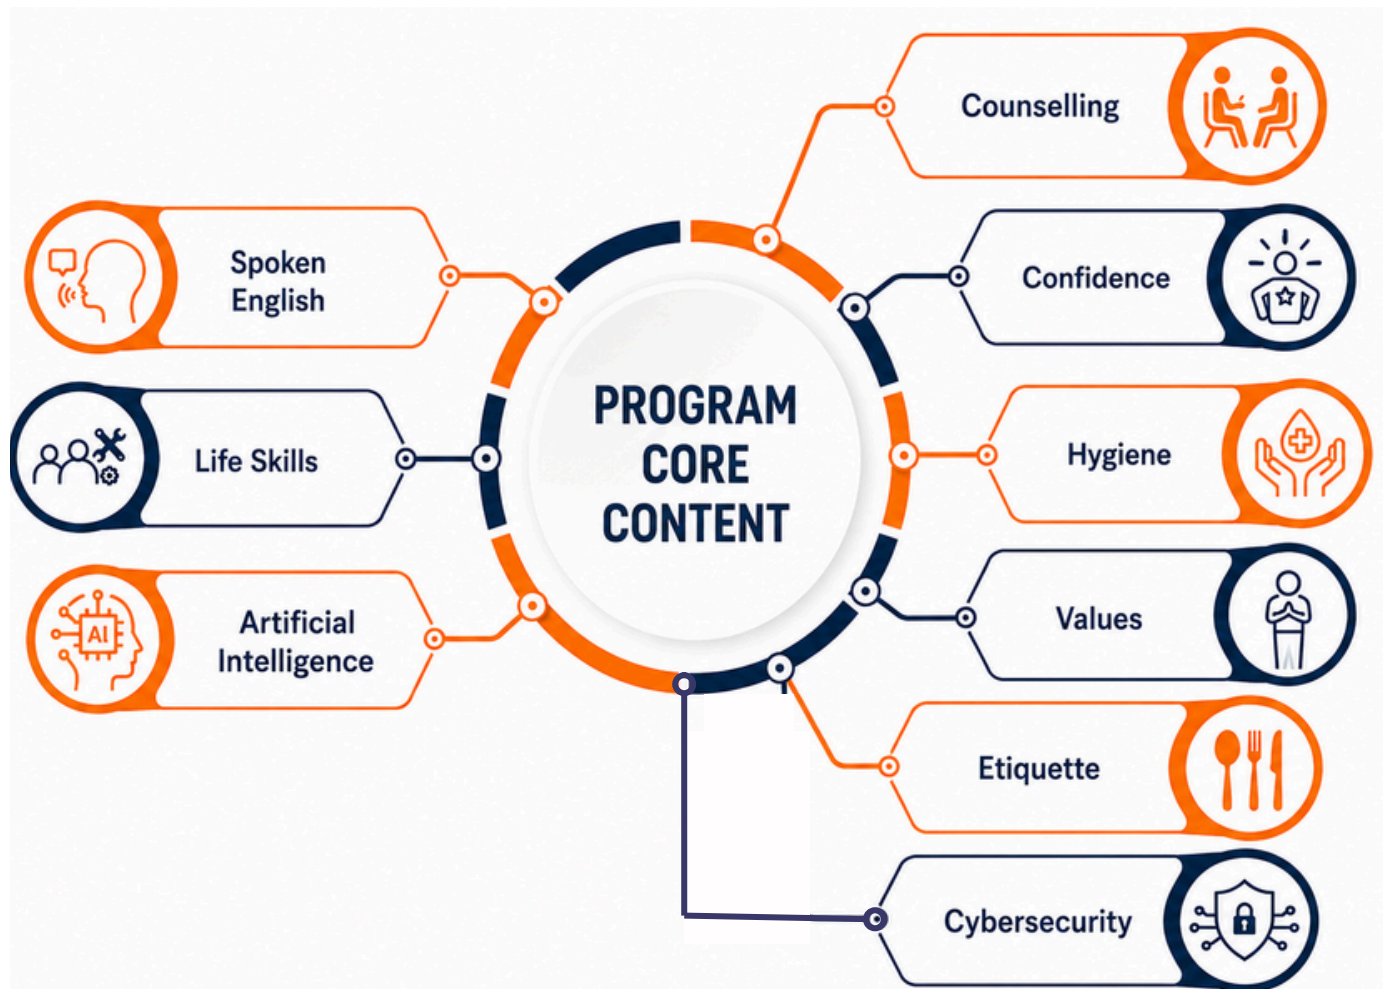 PROGRAM
CORE
CONTENT
Counselling
Confidence
Hygiene
Values
Etiquette
Cybersecurity
Spoken
English
Life Skills
Artificial
Intelligence
AI